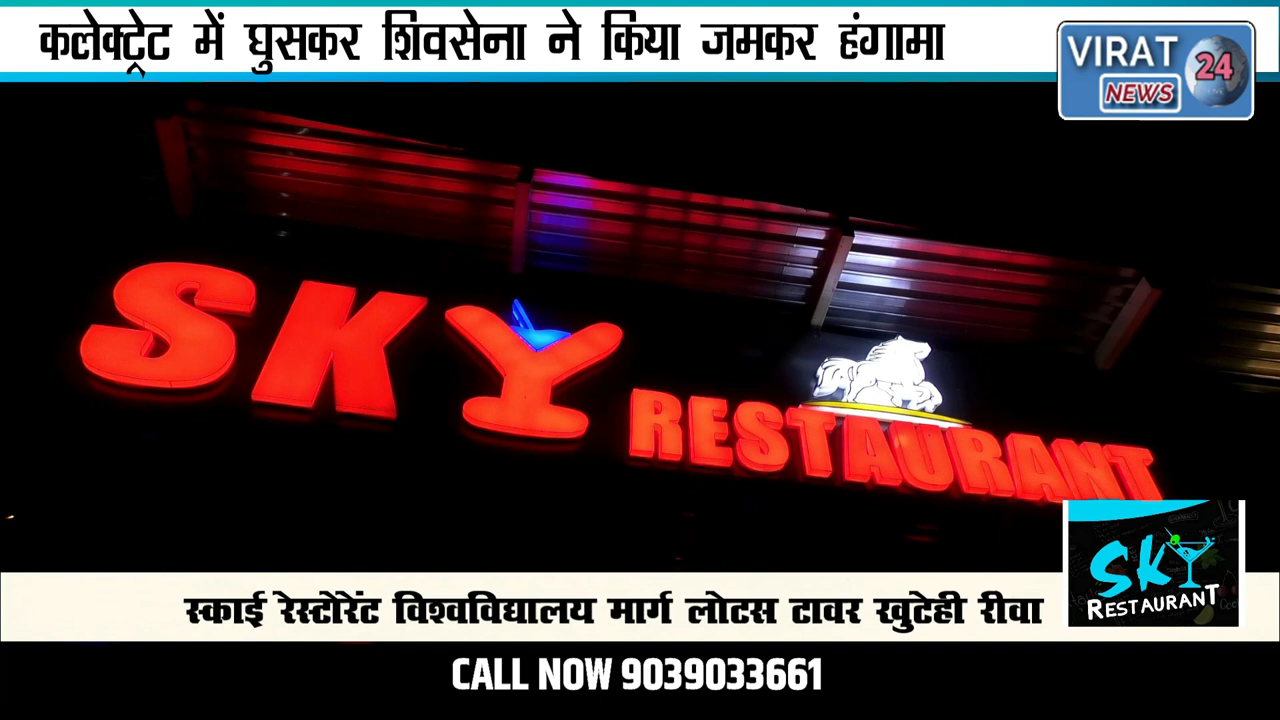 कलेक्ट्रेट में घुसकर शिवसेना ने किया जमकर हंगामा
VIRAT
24
NEWS
SKY RESTAURANT
SKY
RESTAURANT
स्काई रेस्टोरेंट विश्वविद्यालय मार्ग लोटस टावर खुटेही रीवा
CALL NOW 9039033661